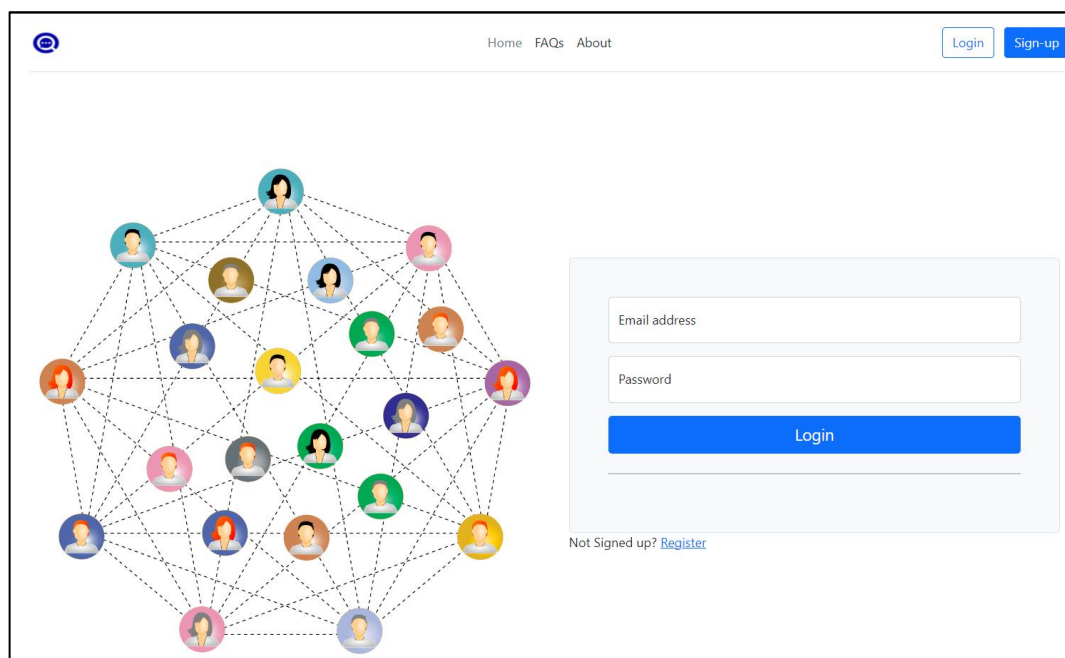 Home FAQs About Login Sign-up
Email address
Password
Login
Not Signed up? Register